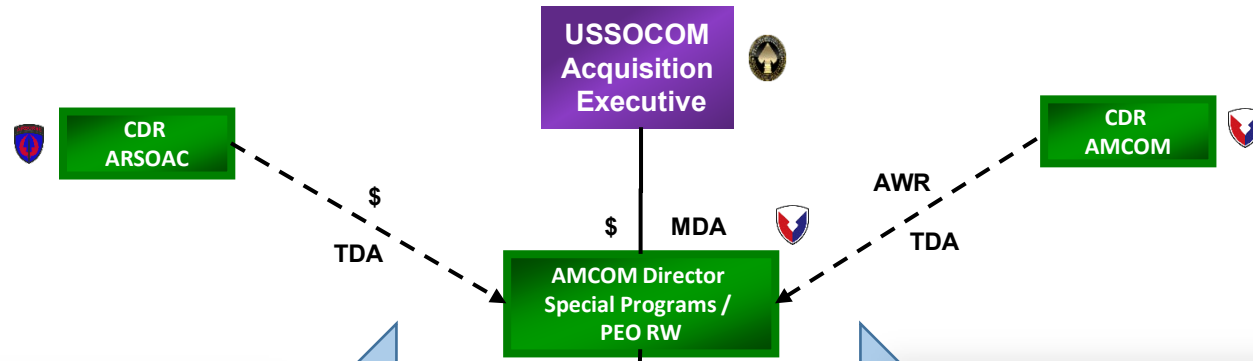 USSOCOM
Acquisition
Executive
CDR
ARSOAC
CDR
AMCOM
$
TDA
$ MDA
AWR
TDA
AMCOM Director
Special Programs /
PEO RW